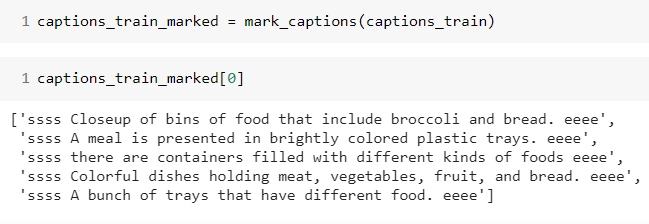 1 captions_train_marked = mark_captions(captions_train)
1 captions_train_marked[0]
['ssss Closeup of bins of food that include broccoli and bread. eeee',
'ssss A meal is presented in brightly colored plastic trays. eeee',
'ssss there are containers filled with different kinds of foods eeee',
'ssss Colorful dishes holding meat, vegetables, fruit, and bread. eeee',
'ssss A bunch of trays that have different food. eeee']